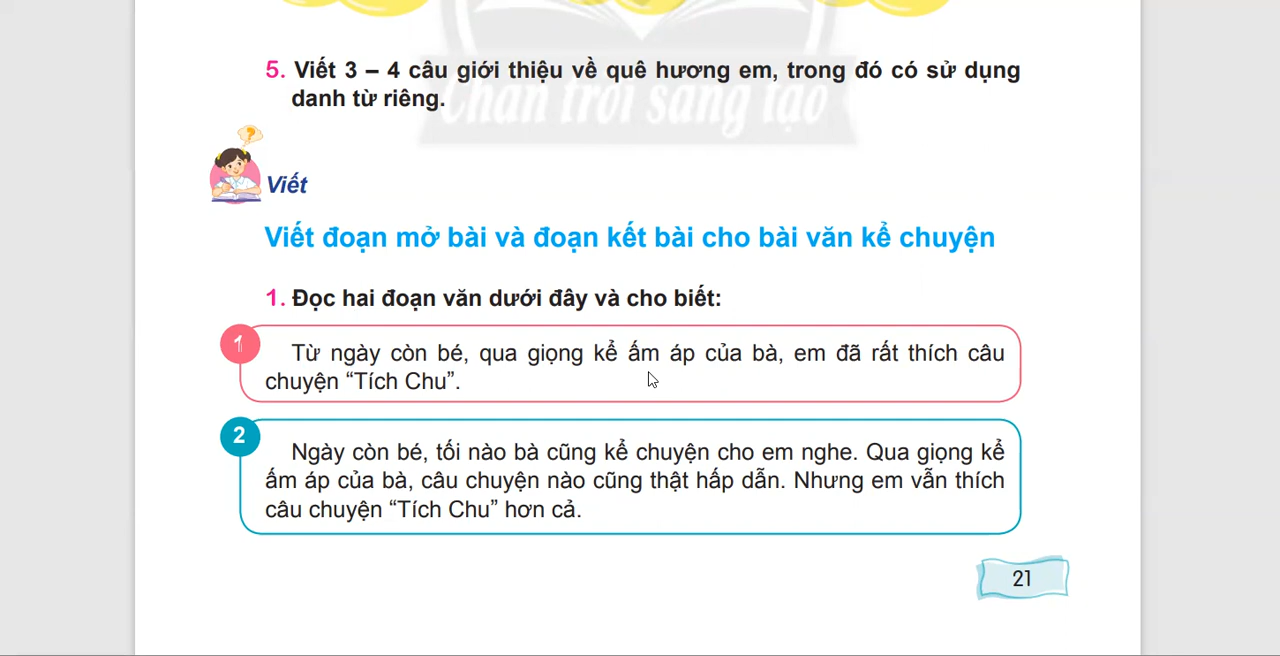 5. Viết 3 – 4 câu giới thiệu về quê hương em, trong đó có sử dụng
danh từ riêng.
Chân trời sáng tạo
?
Viết
Viết đoạn mở bài và đoạn kết bài cho bài văn kể chuyện
1. Đọc hai đoạn văn dưới đây và cho biết:
1
Từ ngày còn bé, qua giọng kể ấm áp của bà, em đã rất thích câu
chuyện “Tích Chu”.
2
Ngày còn bé, tối nào bà cũng kể chuyện cho em nghe. Qua giọng kể
ấm áp của bà, câu chuyện nào cũng thật hấp dẫn. Nhưng em vẫn thích
câu chuyện “Tích Chu” hơn cả.
21